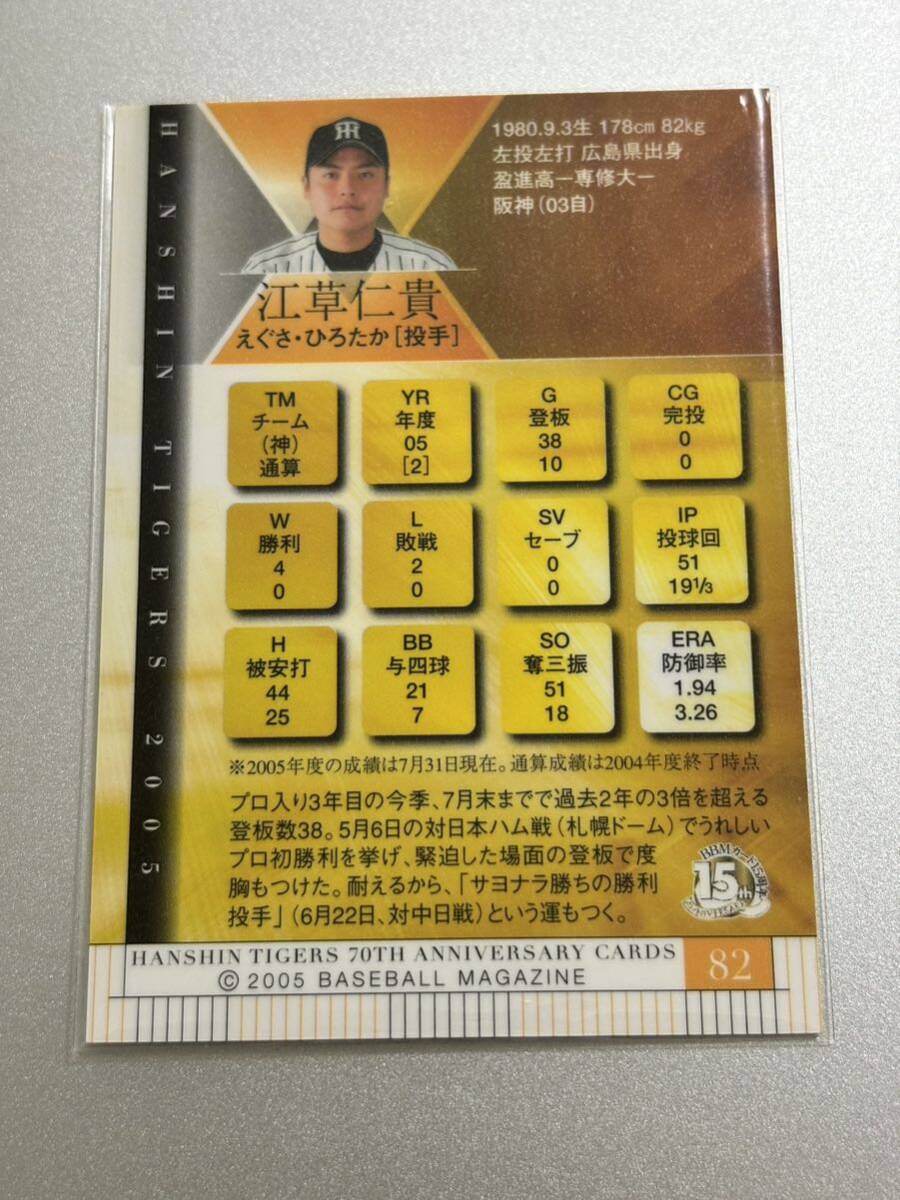 HANSHIN TIGERS 2005
1980.9.3生 178cm 82kg
左投左打 広島県出身
盈進高ー専修大ー
阪神(03自)
江草仁貴
えぐさ・ひろたか[投手]
TM
チーム
(神)
通算
YR
年度
05
[2]
G
登板
38
10
CG
完投
0
0
W
勝利
4
0
L
敗戦
2
0
SV
セーブ
0
0
IP
投球回
51
19⅓
H
被安打
44
25
BB
与四球
21
7
SO
奪三振
51
18
ERA
防御率
1.94
3.26
※2005年度の成績は7月31日現在。通算成績は2004年度終了時点
プロ入り3年目の今季、7月末までで過去2年の3倍を超える
登板数38。5月6日の対日本ハム戦(札幌ドーム)でうれしい
プロ初勝利を挙げ、緊迫した場面の登板で度
胸もつけた。耐えるから、「サヨナラ勝ちの勝利
投手」(6月22日、対中日戦)という運もつく。
BBMカード15周年
15th
ANNIVERSARY
HANSHIN TIGERS 70TH ANNIVERSARY CARDS
© 2005 BASEBALL MAGAZINE
82